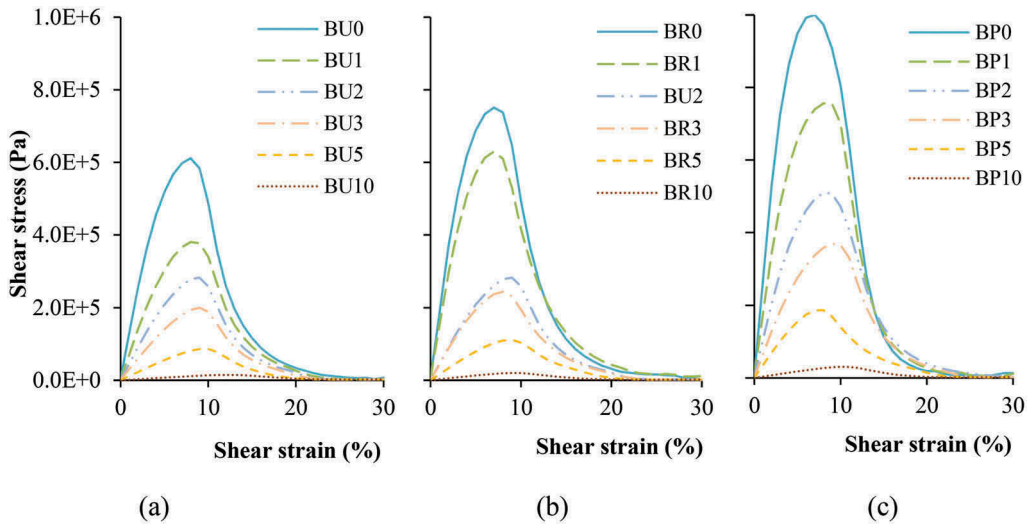 Shear stress (Pa)
1.0E+6
8.0E+5
6.0E+5
4.0E+5
2.0E+5
0.0E+0
0 10 20 30
Shear strain (%)
BU0
BU1
BU2
BU3
BU5
BU10
(a)
0 10 20 30
Shear strain (%)
BR0
BR1
BU2
BR3
BR5
BR10
(b)
0 10 20 30
Shear strain (%)
BP0
BP1
BP2
BP3
BP5
BP10
(c)